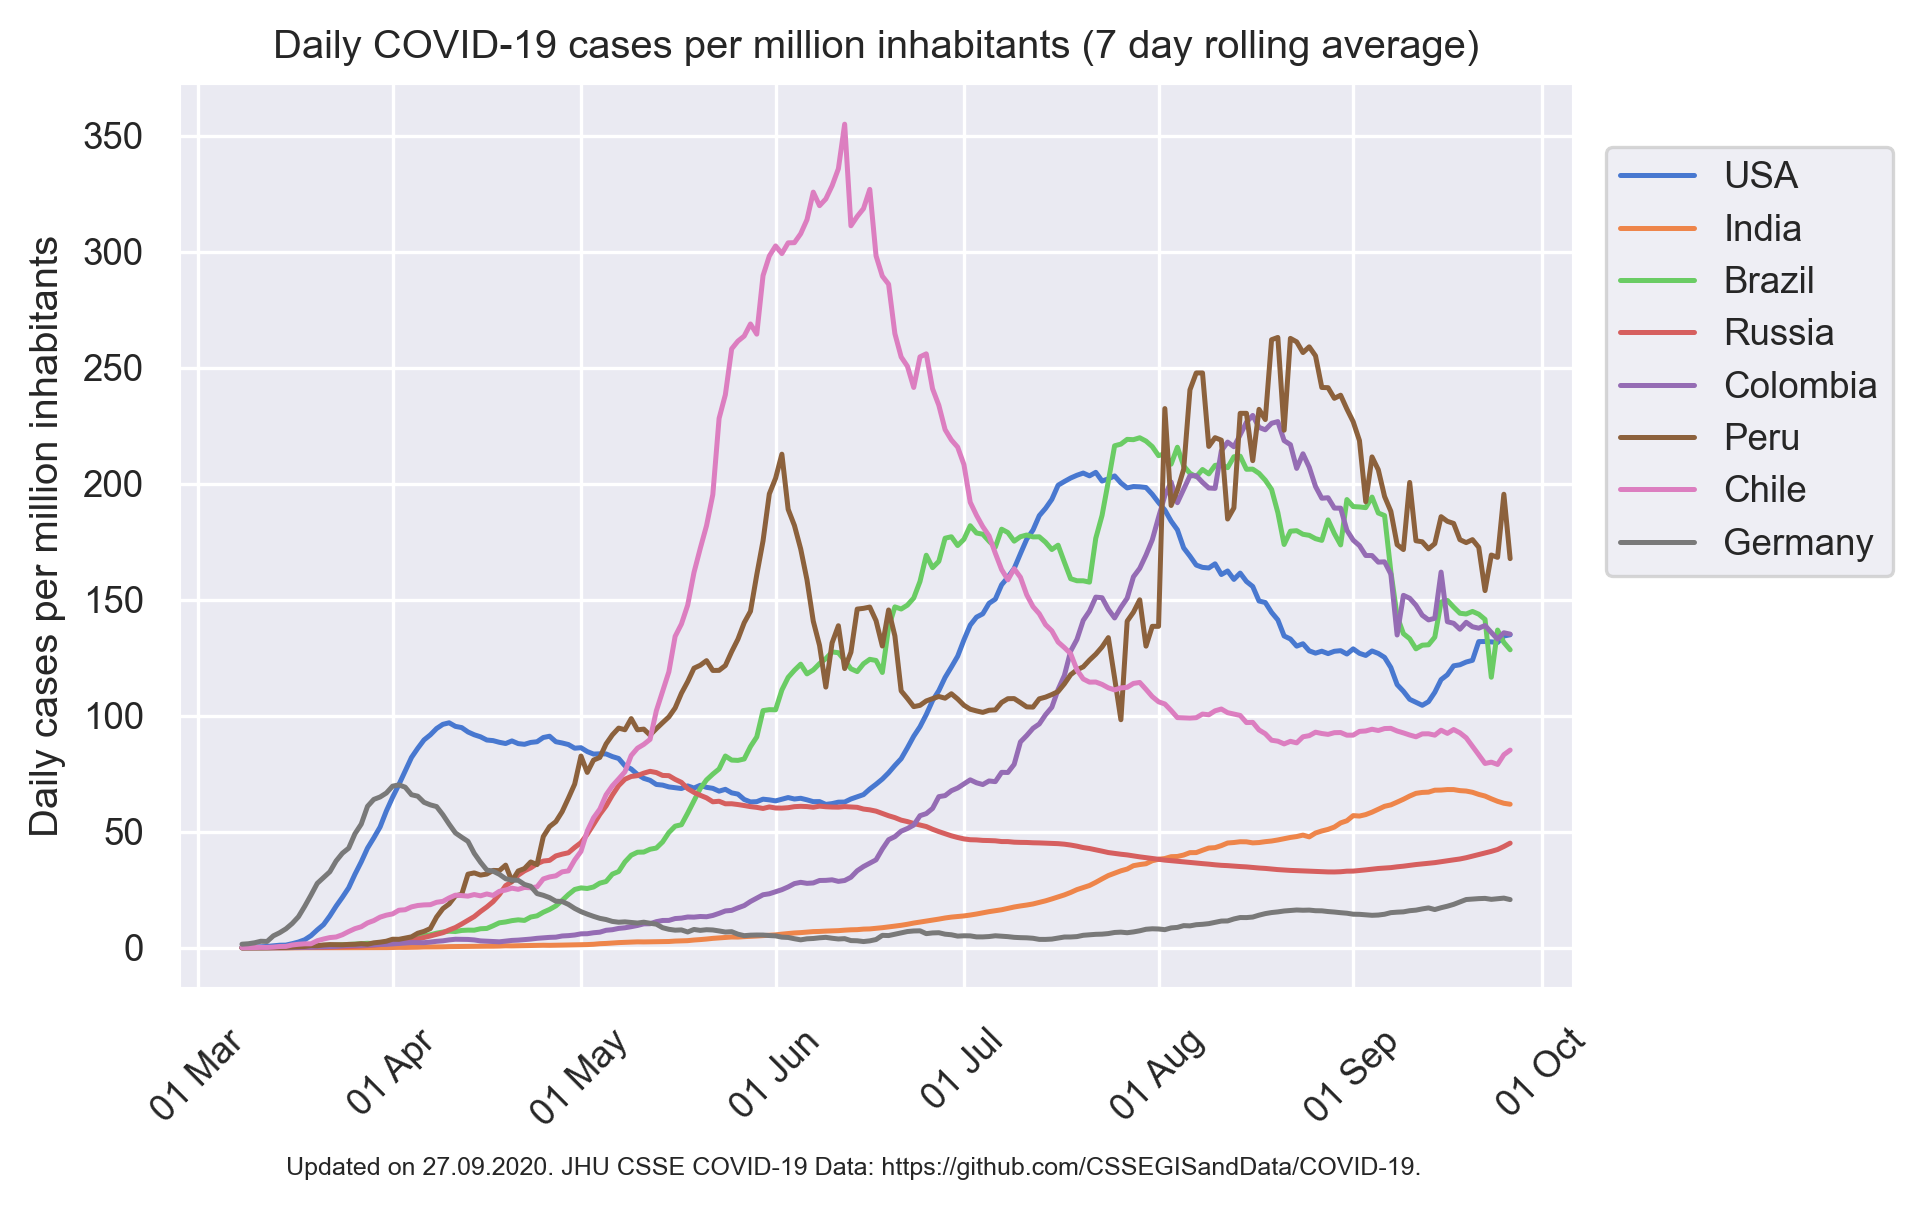 Daily COVID-19 cases per million inhabitants (7 day rolling average)
Daily cases per million inhabitants
350
300
250
200
150
100
50
0
01 Mar
01 Apr
01 May
01 Jun
01 Jul
01 Aug
01 Sep
01 Oct
USA
India
Brazil
Russia
Colombia
Peru
Chile
Germany
Updated on 27.09.2020. JHU CSSE COVID-19 Data: https://github.com/CSSEGISandData/COVID-19.